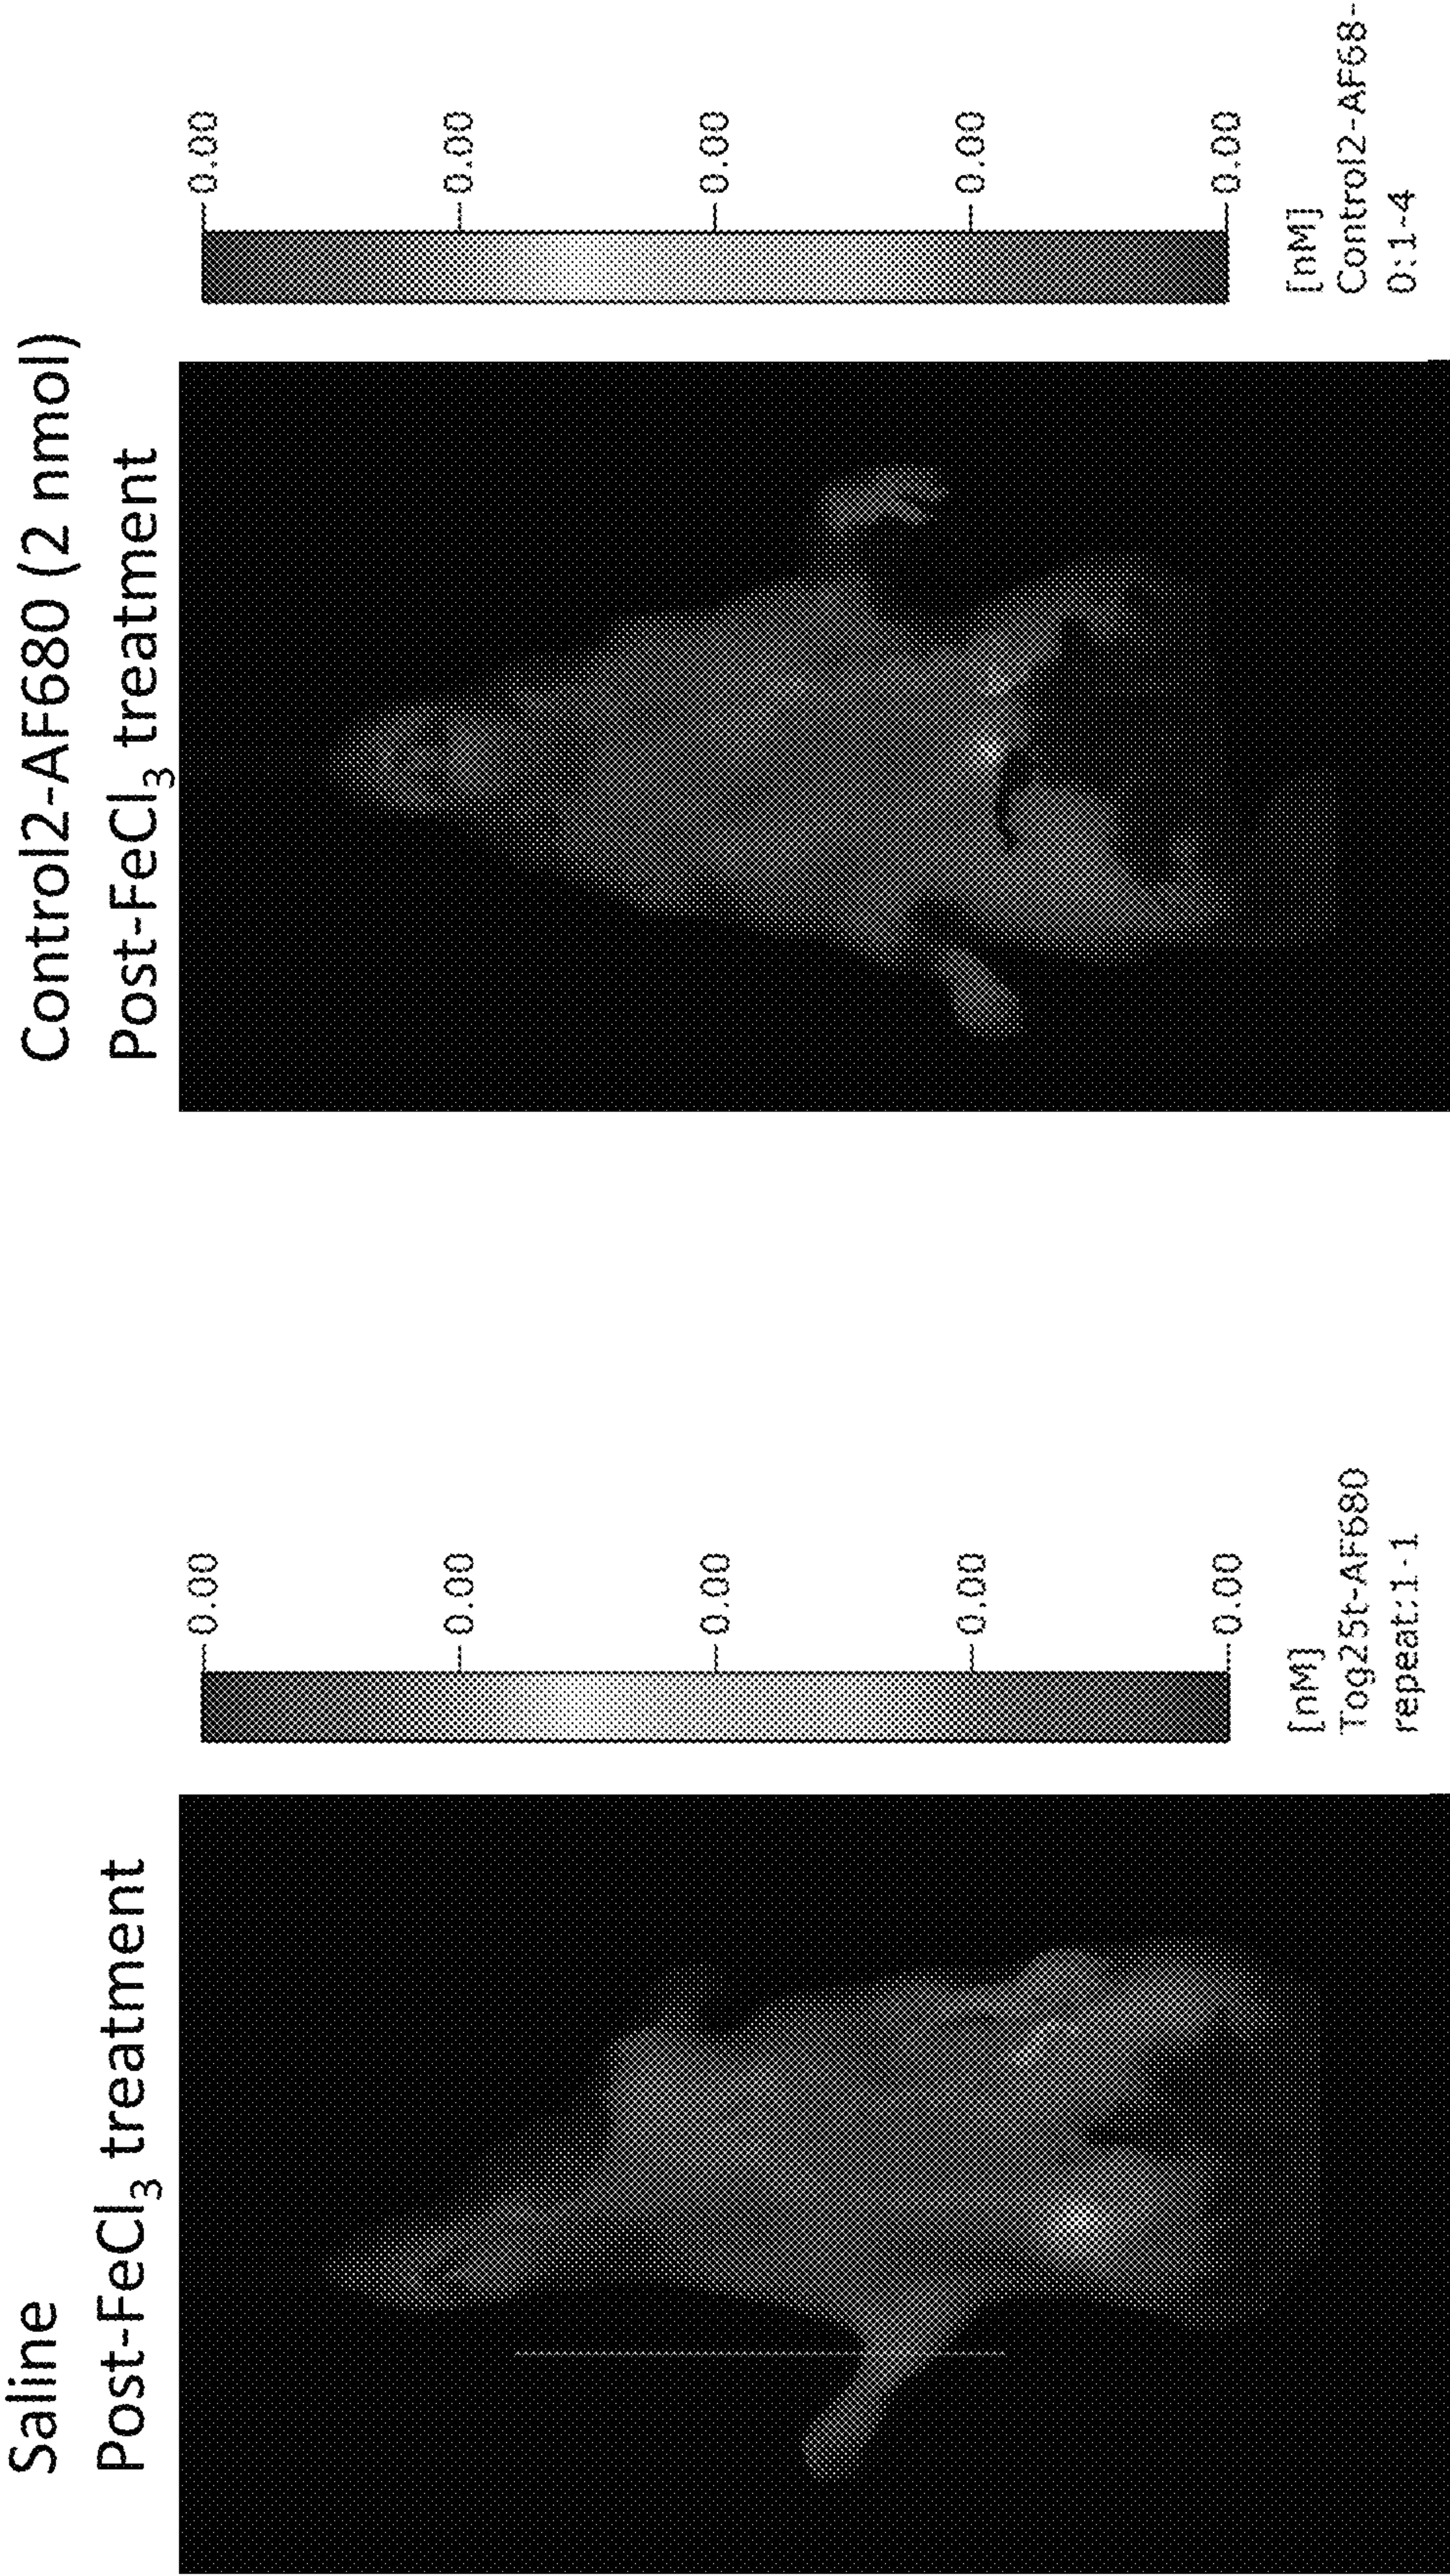 Saline
Post-FeCl₃ treatment
0.00
0.00
0.00
0.00
0.00
[nM]
Tog25t-AF680
repeat:1-1
Control2-AF680 (2 nmol)
Post-FeCl₃ treatment
0.00
0.00
0.00
0.00
0.00
[nM]
Control2-AF68-
0:1-4